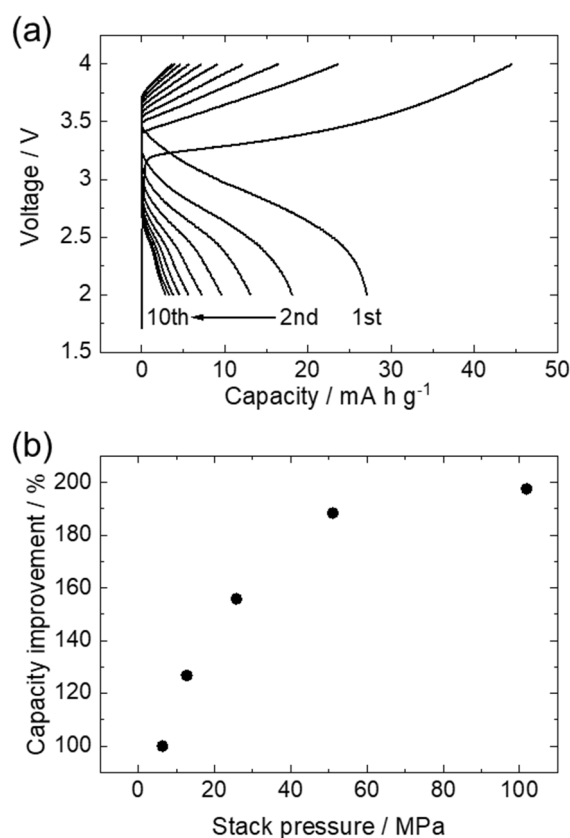 (a)
4
3.5
3
2.5
2
1.5
Voltage / V
10th
2nd
1st
0
10
20
30
40
50
Capacity / mA h g⁻¹
(b)
200
180
160
140
120
100
Capacity improvement / %
0
20
40
60
80
100
Stack pressure / MPa